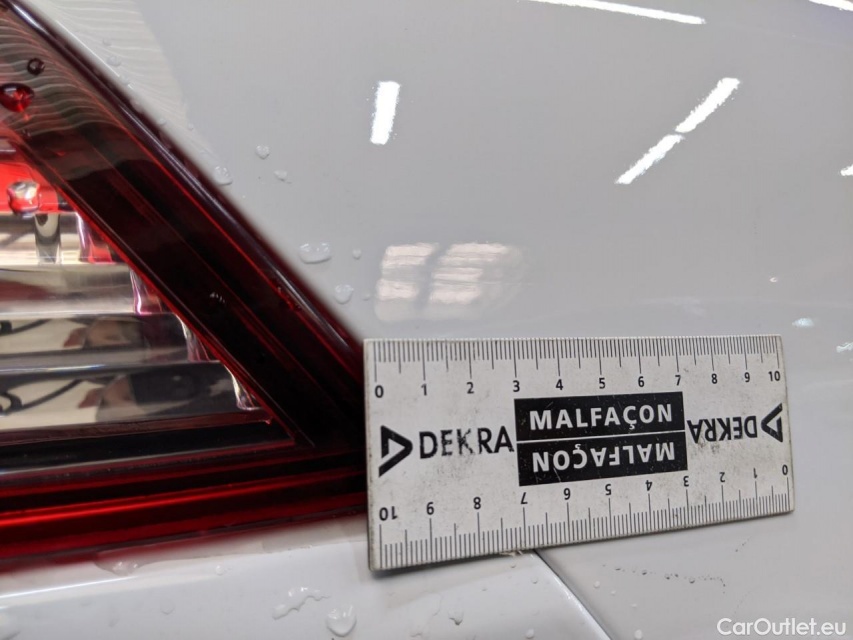 0 1 2 3 4 5 6 7 8 9 10
DEKRA MALFAÇON DEKRA
MALFAÇON
10 9 8 7 6 5 4 3 2 1 0
CarOutlet.eu